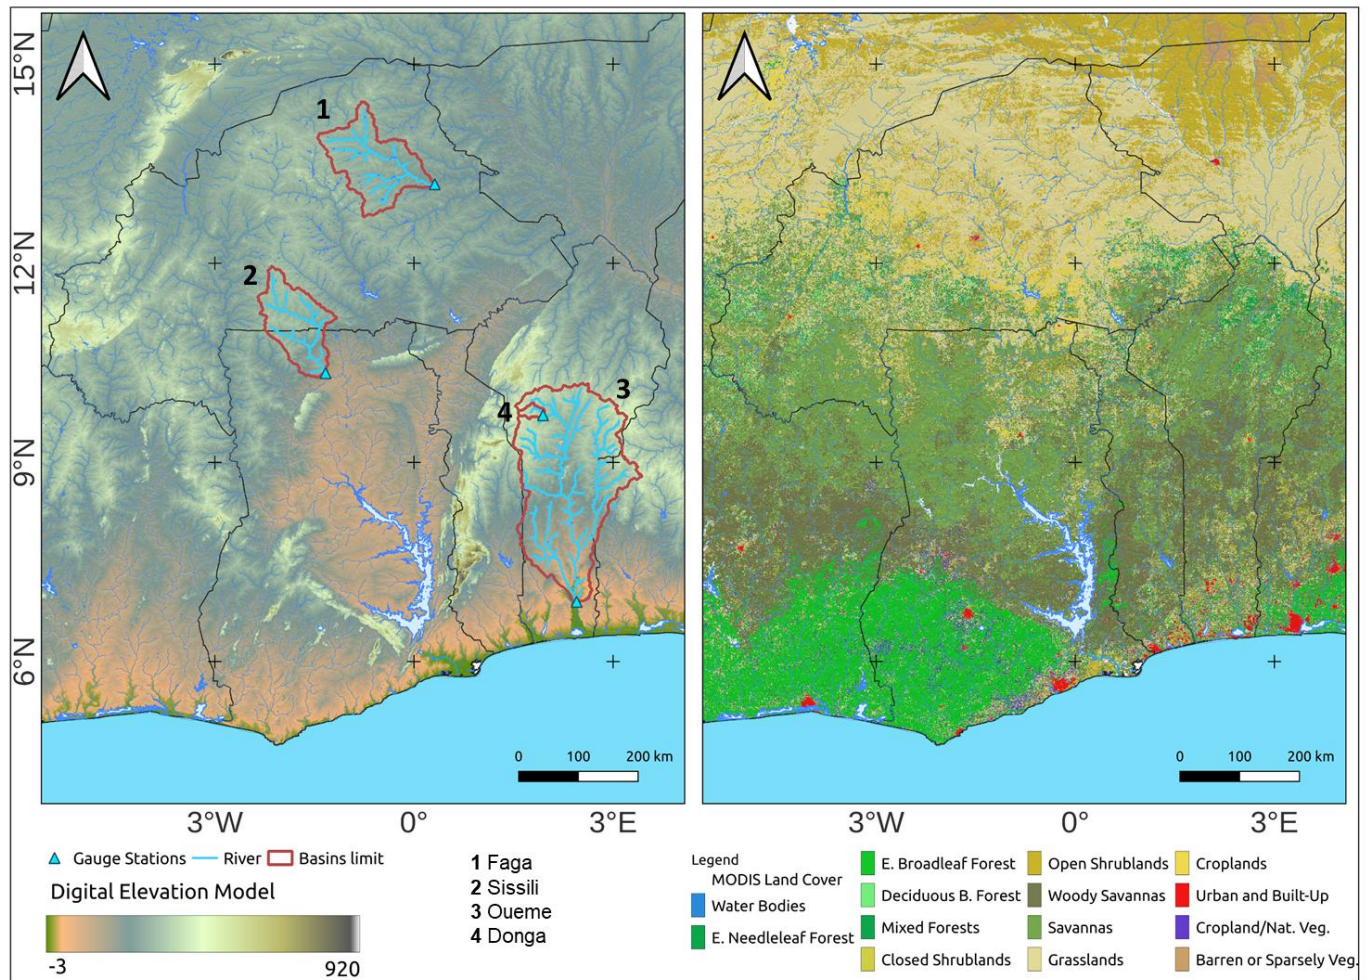 15°N
12°N
9°N
6°N
1
2
3
4
0 100 200 km
0 100 200 km
3°W 0° 3°E
3°W 0° 3°E
Gauge Stations River Basins limit
Digital Elevation Model
-3 920
1 Faga
2 Sissili
3 Oueme
4 Donga
Legend
MODIS Land Cover
Water Bodies
E. Needleleaf Forest
E. Broadleaf Forest
Deciduous B. Forest
Mixed Forests
Closed Shrublands
Open Shrublands
Woody Savannas
Savannas
Grasslands
Croplands
Urban and Built-Up
Cropland/Nat. Veg.
Barren or Sparsely Veg.